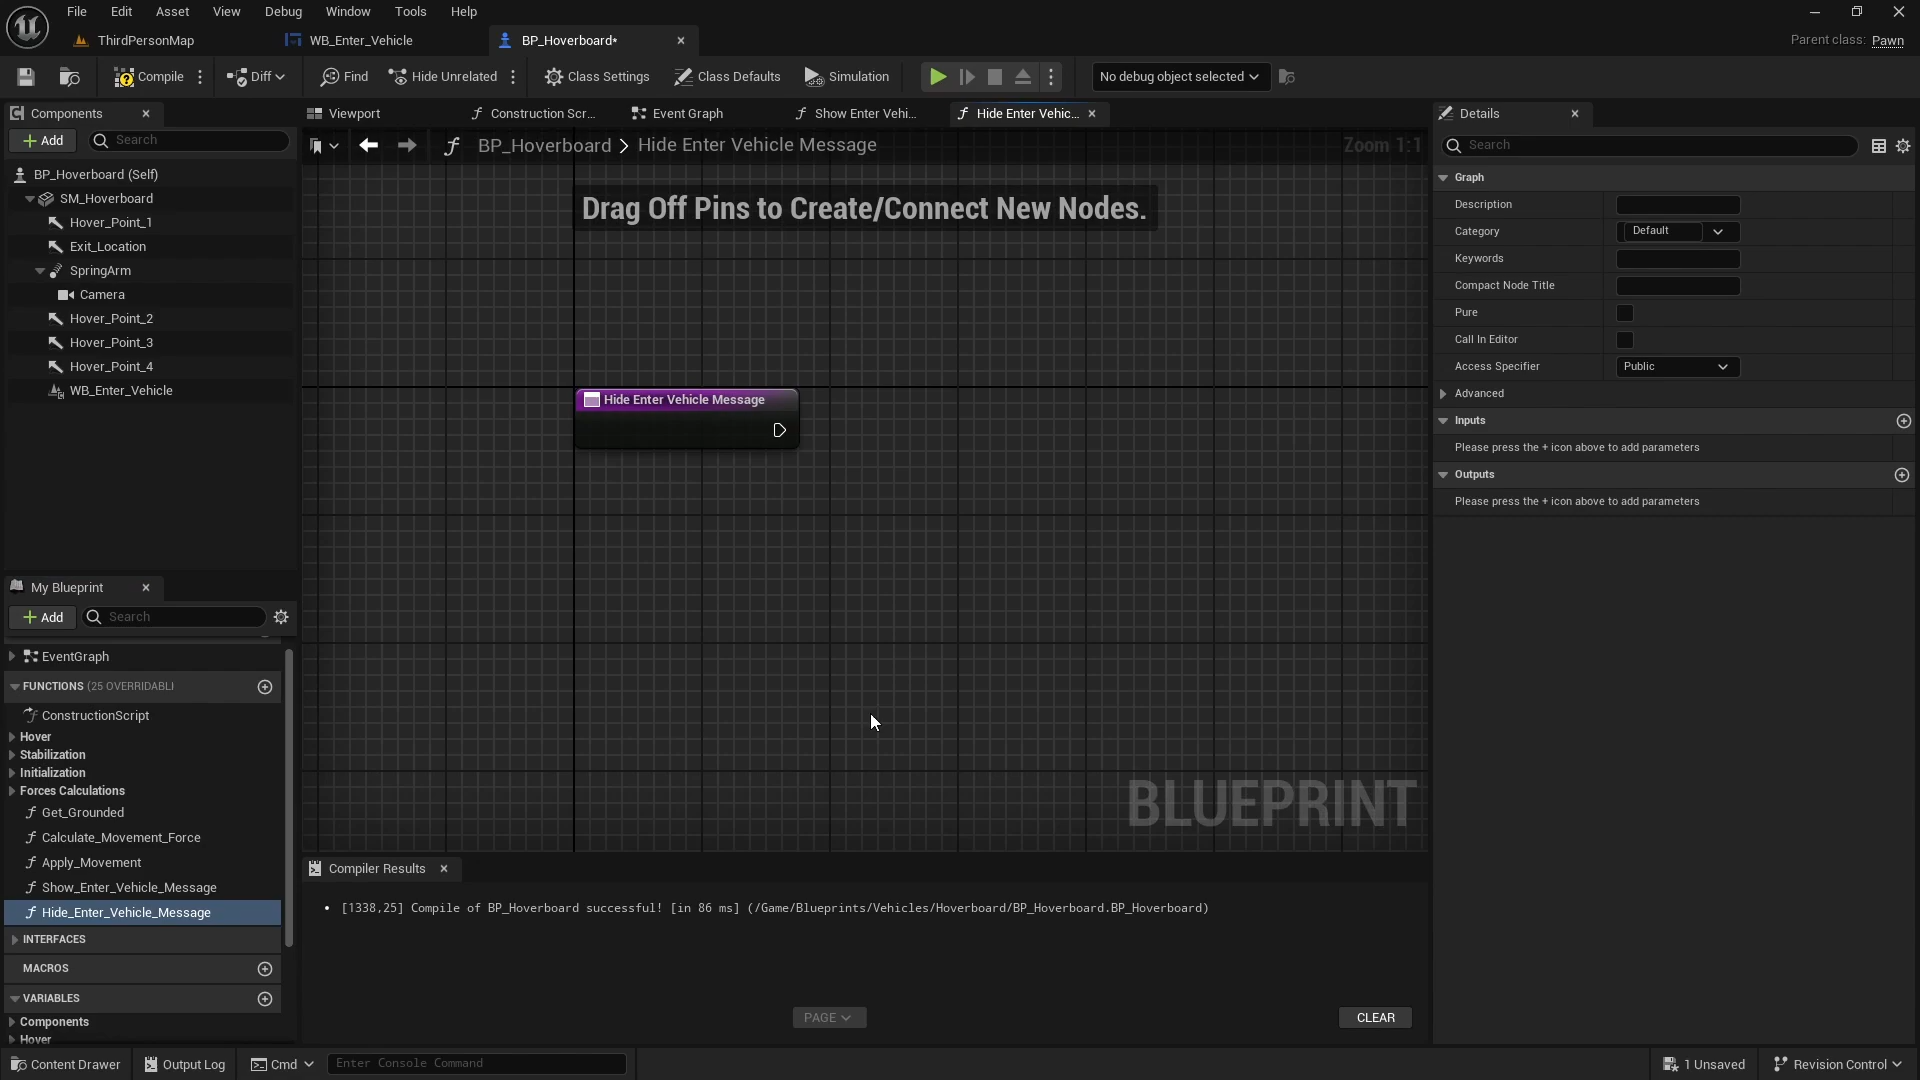 File Edit Asset View Debug Window Tools Help
ThirdPersonMap WB_Enter_Vehicle BP_Hoverboard* Parent class: Pawn
Compile Diff Find Hide Unrelated Class Settings Class Defaults Simulation No debug object selected
Components
Add Search
BP_Hoverboard (Self)
SM_Hoverboard
Hover_Point_1
Exit_Location
SpringArm
Camera
Hover_Point_2
Hover_Point_3
Hover_Point_4
WB_Enter_Vehicle
My Blueprint
Add Search
EventGraph
FUNCTIONS (25 OVERRIDABLI
ConstructionScript
Hover
Stabilization
Initialization
Forces Calculations
Get_Grounded
Calculate_Movement_Force
Apply_Movement
Show_Enter_Vehicle_Message
Hide_Enter_Vehicle_Message
INTERFACES
MACROS
VARIABLES
Components
Hover
Viewport Construction Scr... Event Graph Show Enter Vehi... Hide Enter Vehic...
BP_Hoverboard > Hide Enter Vehicle Message Zoom 1:1
Drag Off Pins to Create/Connect New Nodes.
Hide Enter Vehicle Message
BLUEPRINT
Compiler Results
• [1338,25] Compile of BP_Hoverboard successful! [in 86 ms] (/Game/Blueprints/Vehicles/Hoverboard/BP_Hoverboard.BP_Hoverboard)
PAGE CLEAR
Details
Search
Graph
Description
Category Default
Keywords
Compact Node Title
Pure
Call In Editor
Access Specifier Public
Advanced
Inputs
Please press the + icon above to add parameters
Outputs
Please press the + icon above to add parameters
Content Drawer Output Log Cmd Enter Console Command 1 Unsaved Revision Control